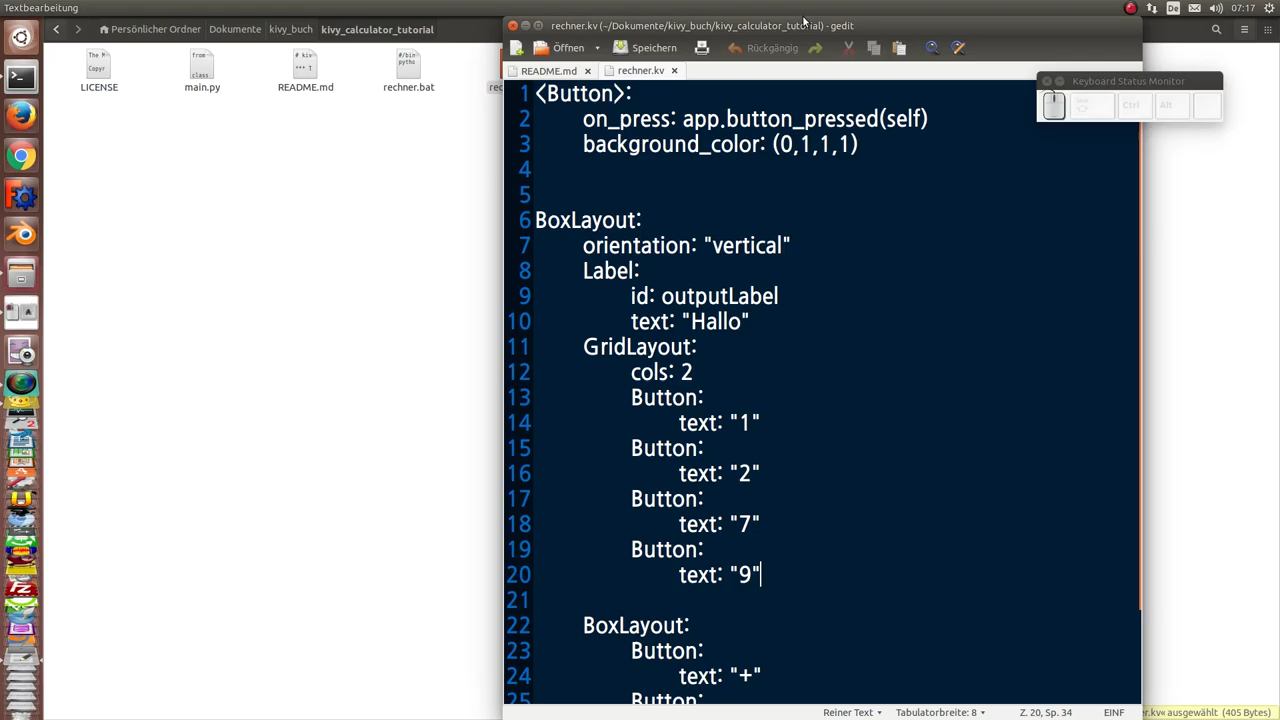 Textbearbeitung
De
07:17
Persönlicher Ordner
Dokumente
kivy_buch
kivy_calculator_tutorial
rechner.kv (~/Dokumente/kivy_buch/kivy_calculator_tutorial) - gedit
Öffnen
Speichern
Rückgängig
README.md
rechner.kv
Keyboard Status Monitor
Ctrl
Alt
LICENSE
main.py
README.md
rechner.bat
1 <Button>:
2 on_press: app.button_pressed(self)
3 background_color: (0,1,1,1)
4
5
6 BoxLayout:
7 orientation: "vertical"
8 Label:
9 id: outputLabel
10 text: "Hallo"
11 GridLayout:
12 cols: 2
13 Button:
14 text: "1"
15 Button:
16 text: "2"
17 Button:
18 text: "7"
19 Button:
20 text: "9"
21
22 BoxLayout:
23 Button:
24 text: "+"
25 Button:
Reiner Text
Tabulatorbreite: 8
Z. 20, Sp. 34
EINF
ausgewählt (405 Bytes)